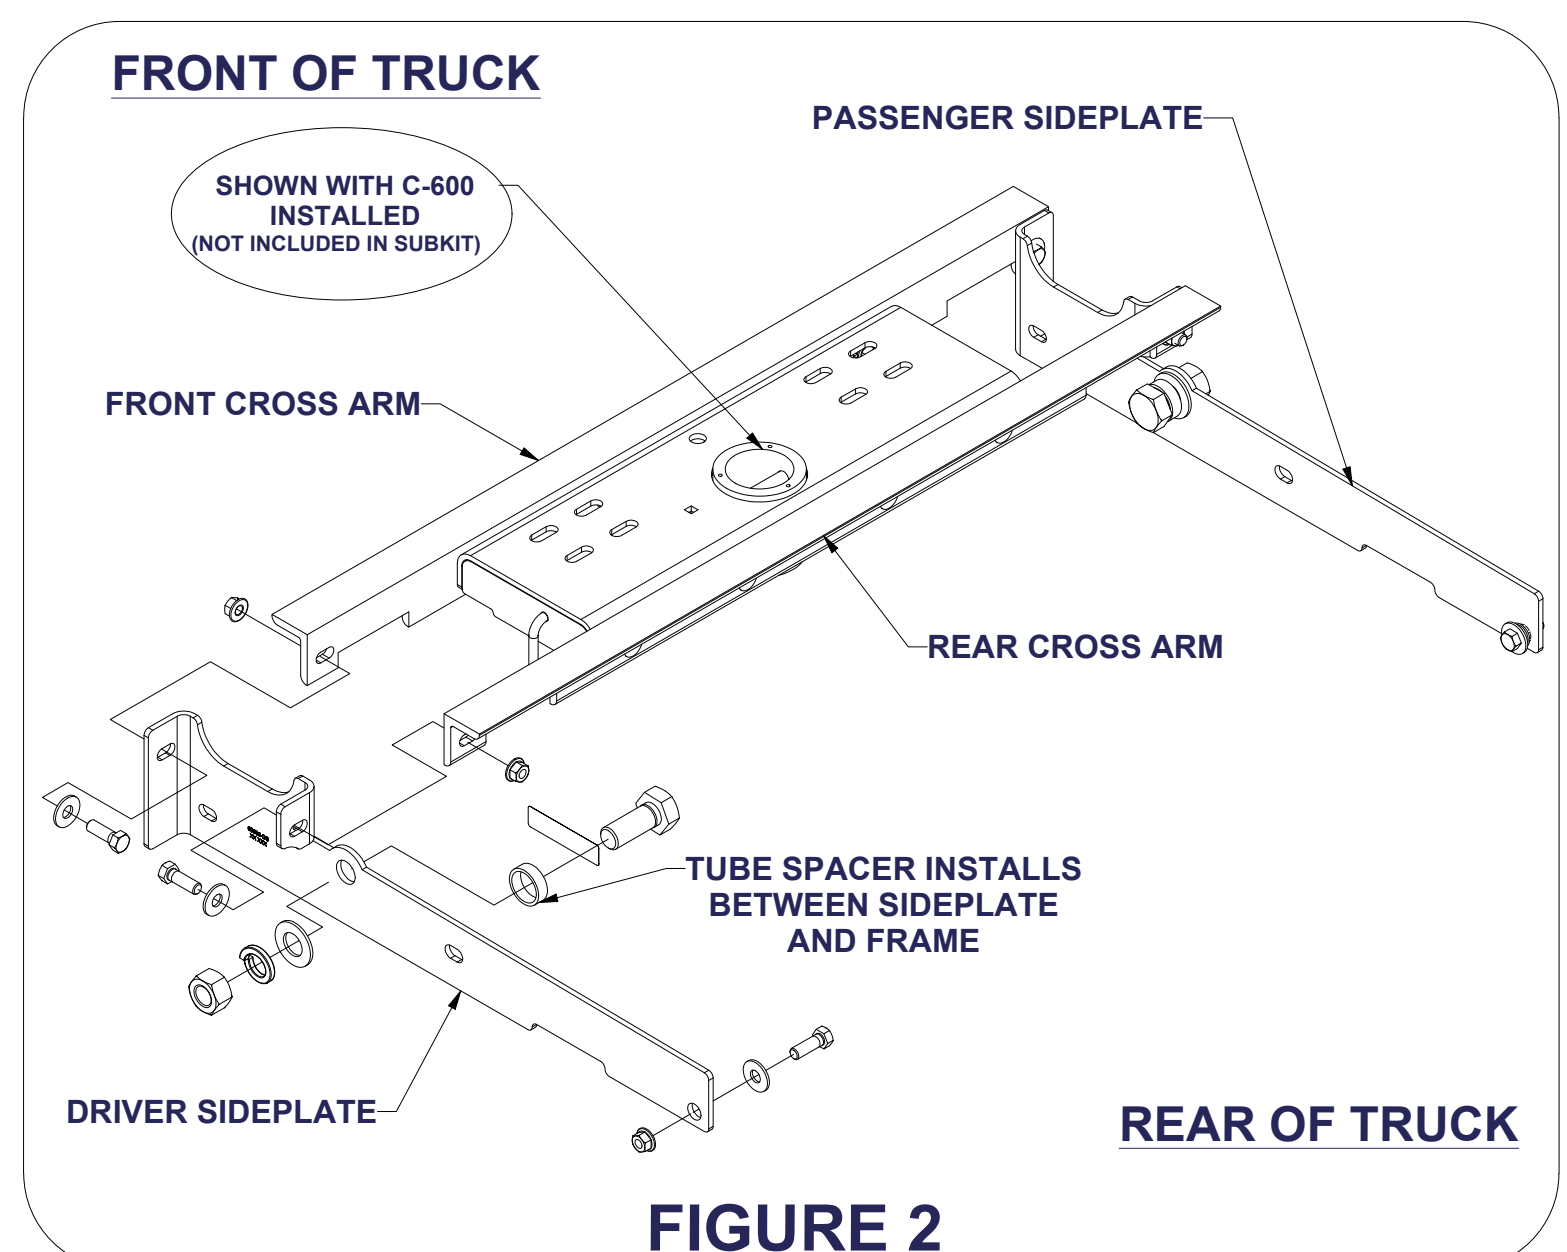 FRONT OF TRUCK
PASSENGER SIDEPLATE
SHOWN WITH C-600
INSTALLED
(NOT INCLUDED IN SUBKIT)
FRONT CROSS ARM
REAR CROSS ARM
TUBE SPACER INSTALLS
BETWEEN SIDEPLATE
AND FRAME
DRIVER SIDEPLATE
REAR OF TRUCK
FIGURE 2